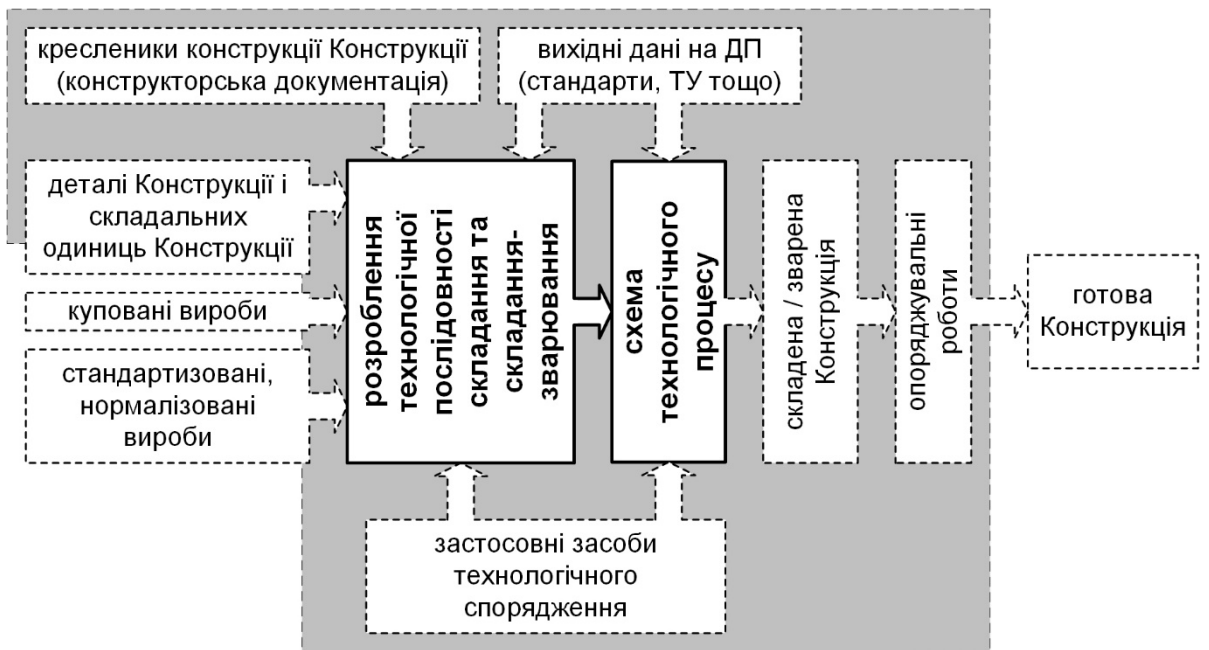 кресленики конструкції Конструкції
(конструкторська документація)
вихідні дані на ДП
(стандарти, ТУ тощо)
деталі Конструкції і
складальних
одиниць Конструкції
куповані вироби
стандартизовані,
нормалізовані
вироби
розроблення
технологічної
послідовності
складання та
складання-
зварювання
схема
технологічного
процесу
складена / зварена
Конструкція
опоряджувальні
роботи
готова
Конструкція
застосовні засоби
технологічного
спорядження